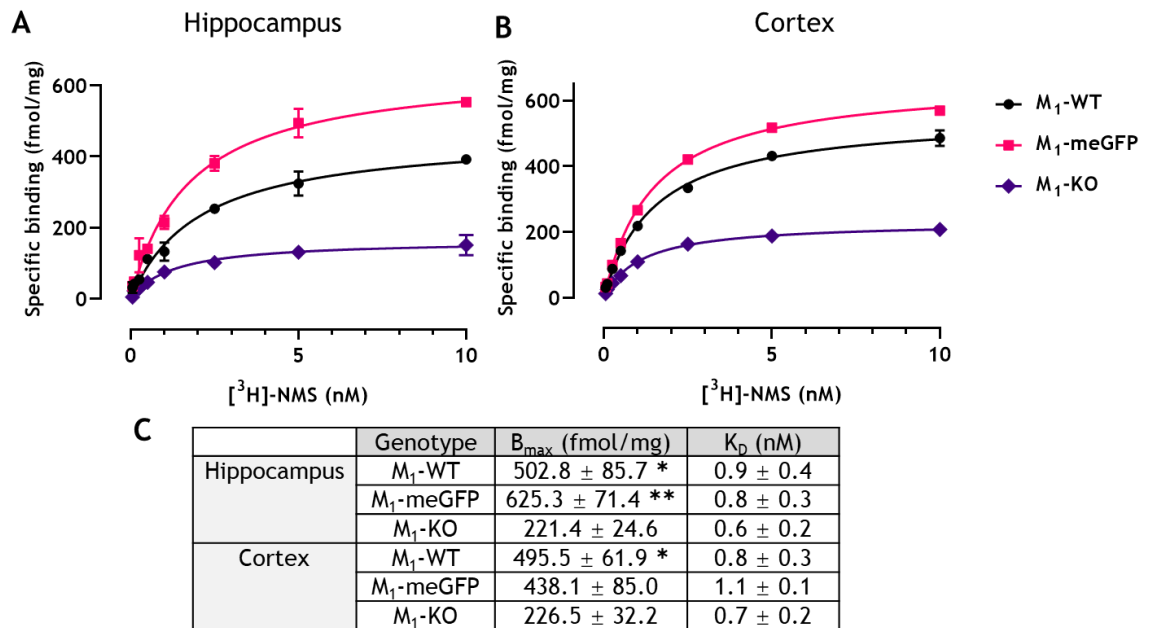 A
Hippocampus
Specific binding (fmol/mg)
600
400
200
0
0 5 10
[³H]-NMS (nM)
B
Cortex
Specific binding (fmol/mg)
600
400
200
0
0 5 10
[³H]-NMS (nM)
M₁-WT
M₁-meGFP
M₁-KO
C
Genotype Bₘₐₓ (fmol/mg) K_D (nM)
Hippocampus M₁-WT 502.8 ± 85.7 * 0.9 ± 0.4
M₁-meGFP 625.3 ± 71.4 ** 0.8 ± 0.3
M₁-KO 221.4 ± 24.6 0.6 ± 0.2
Cortex M₁-WT 495.5 ± 61.9 * 0.8 ± 0.3
M₁-meGFP 438.1 ± 85.0 1.1 ± 0.1
M₁-KO 226.5 ± 32.2 0.7 ± 0.2